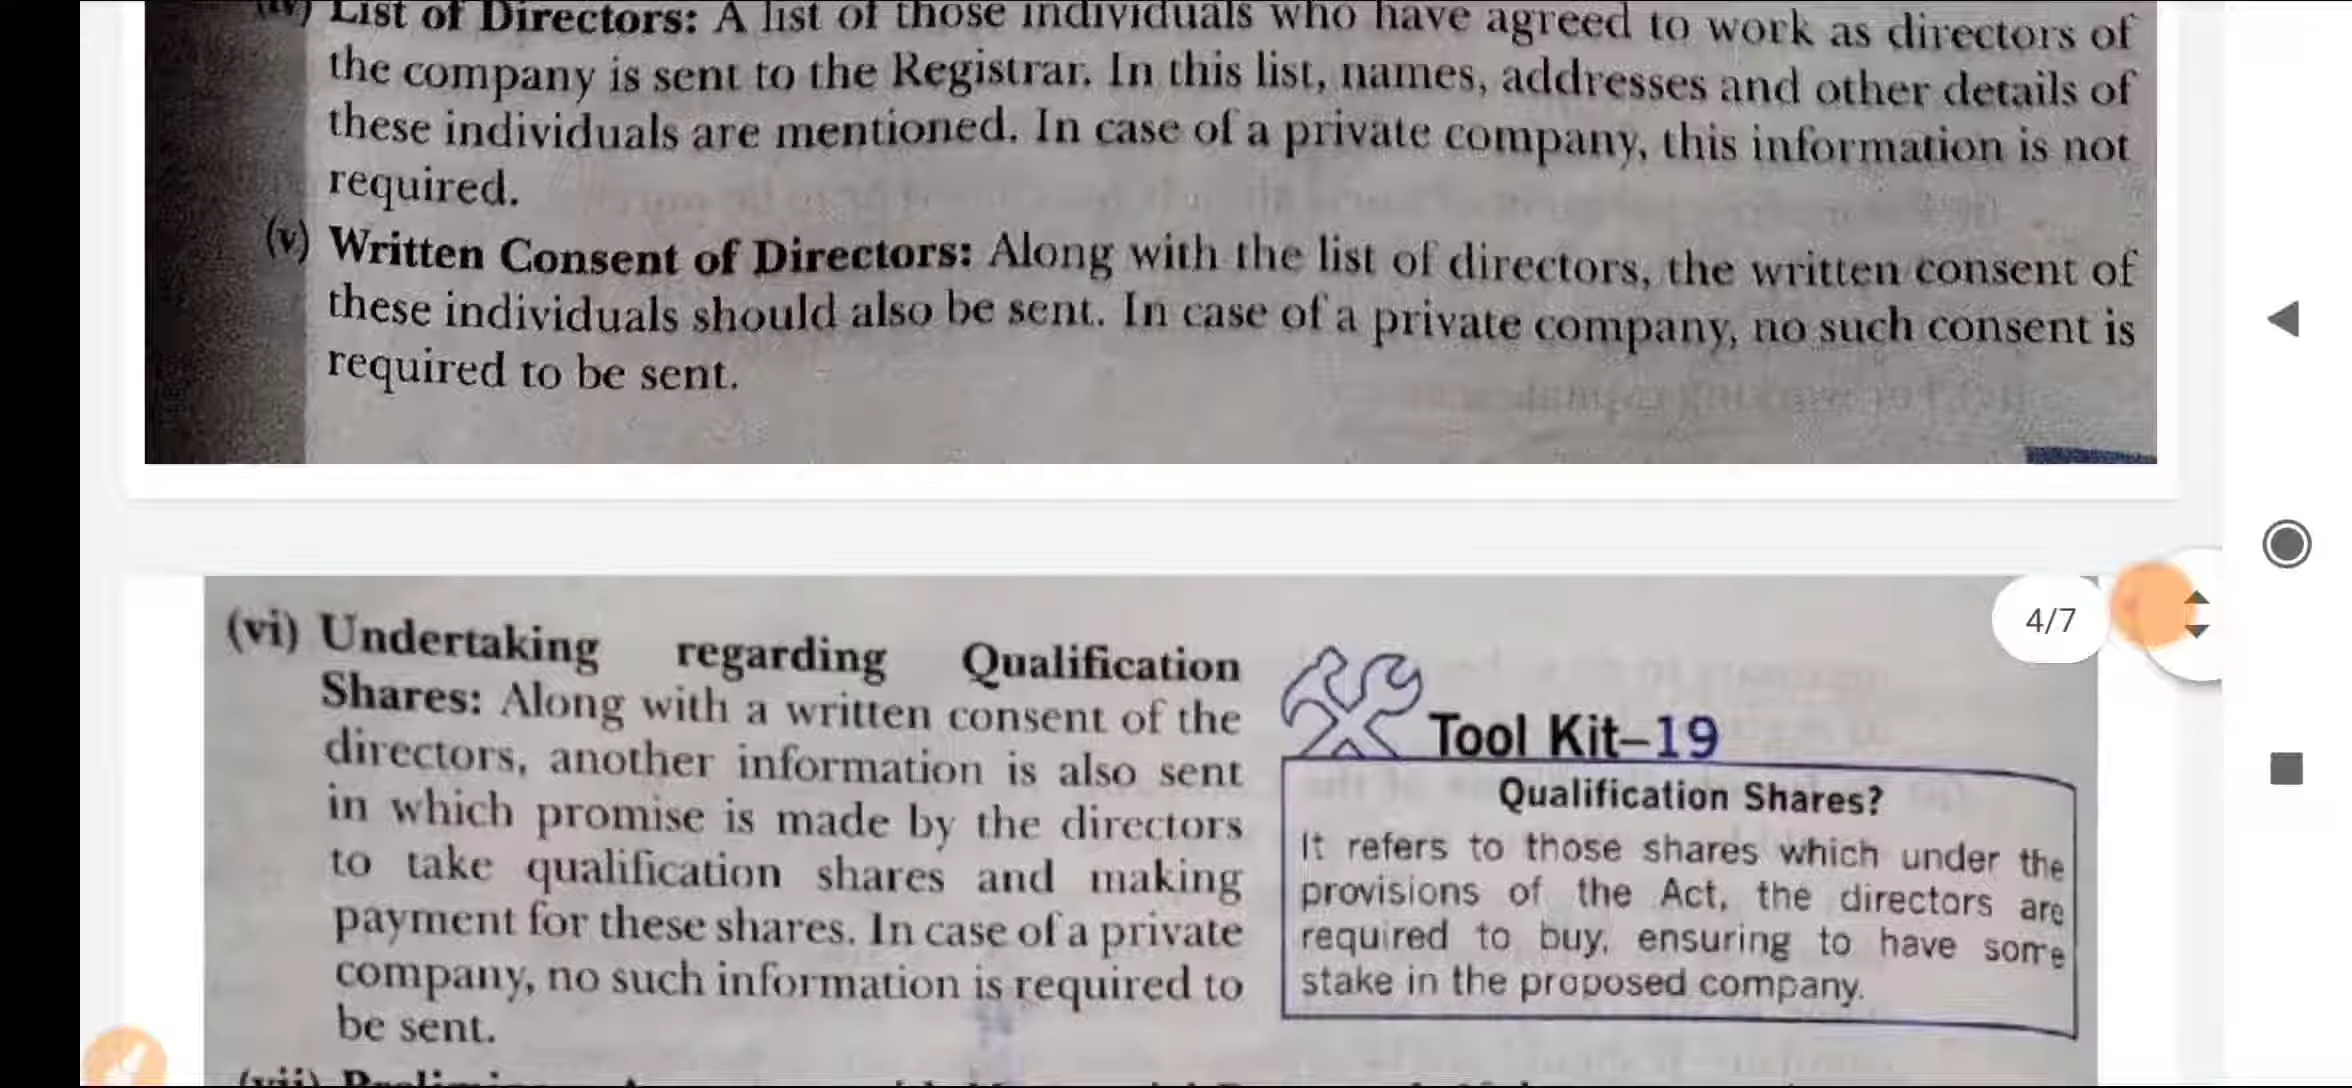 (iv) List of Directors: A list of those individuals who have agreed to work as directors of
the company is sent to the Registrar. In this list, names, addresses and other details of
these individuals are mentioned. In case of a private company, this information is not
required.
(v) Written Consent of Directors: Along with the list of directors, the written consent of
these individuals should also be sent. In case of a private company, no such consent is
required to be sent.
4/7
(vi) Undertaking regarding Qualification
Shares: Along with a written consent of the
directors, another information is also sent
in which promise is made by the directors
to take qualification shares and making
payment for these shares. In case of a private
company, no such information is required to
be sent.
Tool Kit–19
Qualification Shares?
It refers to those shares which under the
provisions of the Act, the directors are
required to buy, ensuring to have some
stake in the proposed company.
(vii)